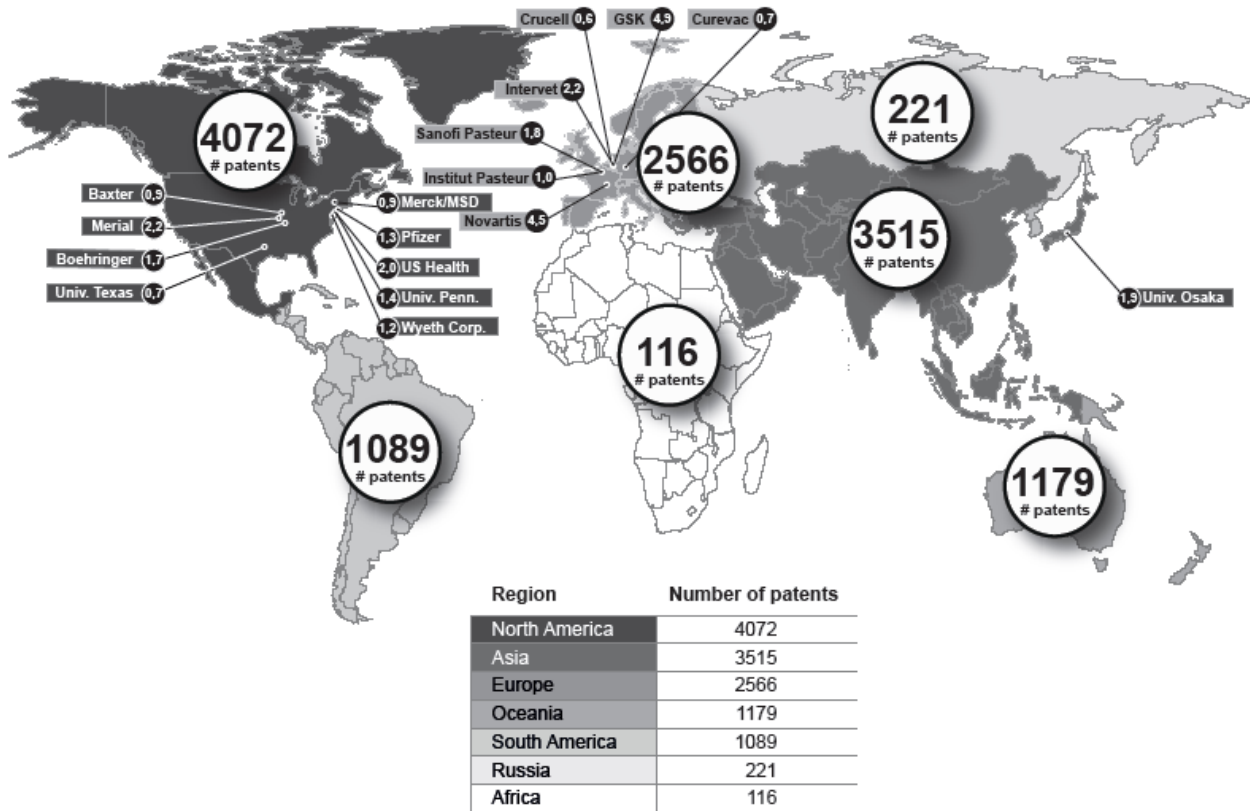 Crucell 0,6
GSK 4,9
Curevac 0,7
Intervet 2,2
Sanofi Pasteur 1,8
Institut Pasteur 1,0
Novartis 4,5
4072
# patents
2566
# patents
221
# patents
3515
# patents
Baxter 0,9
Merial 2,2
Boehringer 1,7
Univ. Texas 0,7
0,9 Merck/MSD
1,3 Pfizer
2,0 US Health
1,4 Univ. Penn.
1,2 Wyeth Corp.
1,9 Univ. Osaka
116
# patents
1089
# patents
1179
# patents
Region Number of patents
North America 4072
Asia 3515
Europe 2566
Oceania 1179
South America 1089
Russia 221
Africa 116